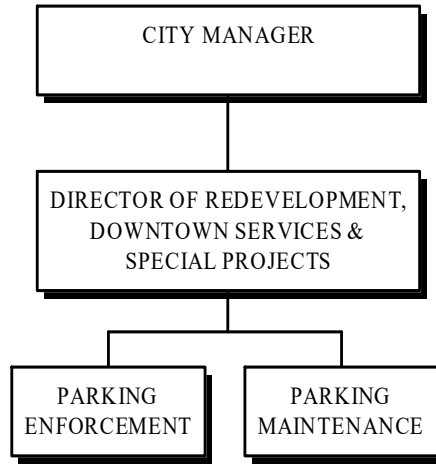 CITY MANAGER
DIRECTOR OF REDEVELOPMENT,
DOWNTOWN SERVICES &
SPECIAL PROJECTS
PARKING
ENFORCEMENT
PARKING
MAINTENANCE